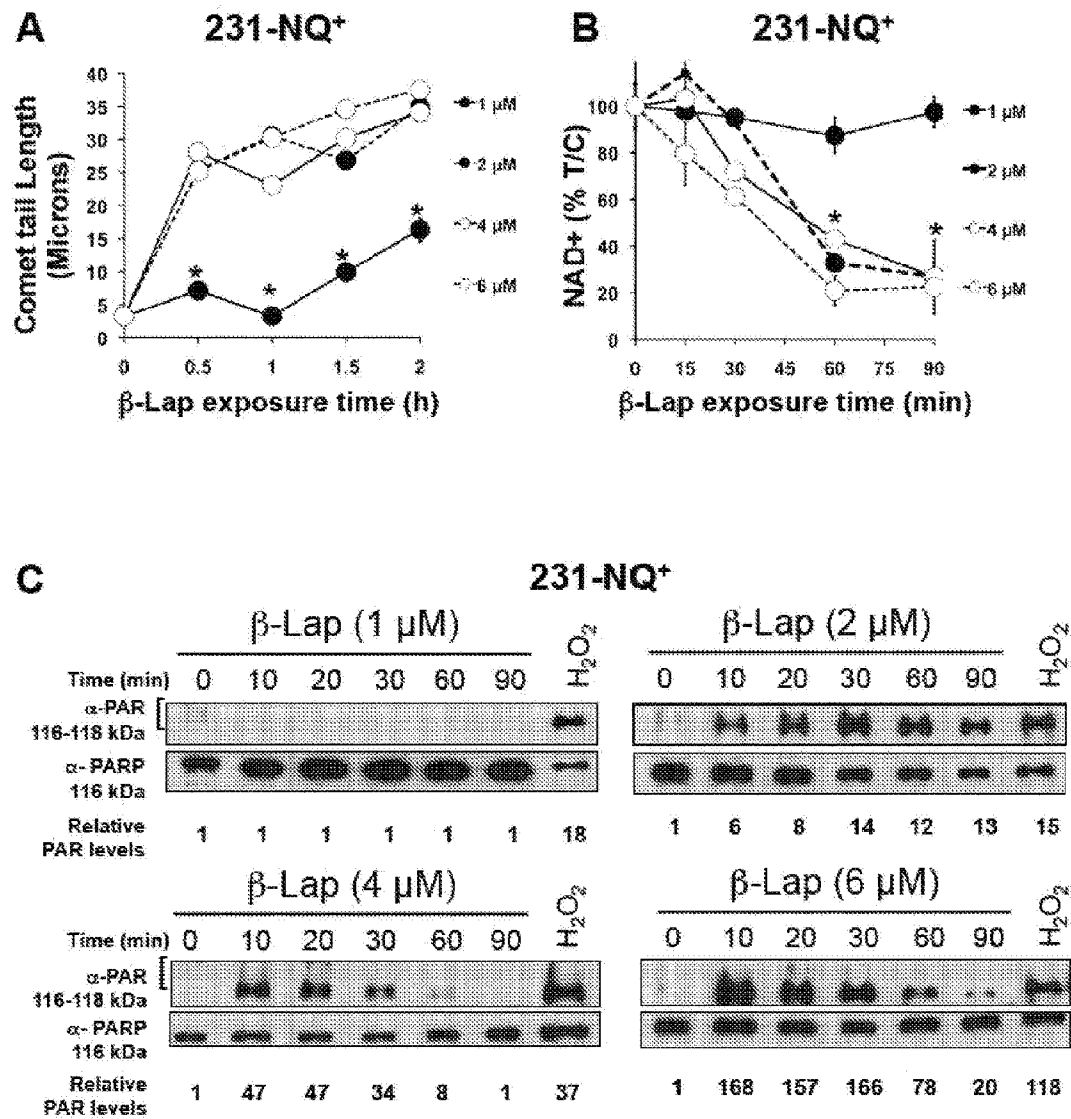 A 231-NQ+
Comet tail Length
(Microns)
40
35
30
25
20
15
10
5
0
* * * *
0 0.5 1 1.5 2
β-Lap exposure time (h)
1 µM
2 µM
4 µM
6 µM
B 231-NQ+
NAD+ (% T/C)
100
80
60
40
20
0
* *
0 15 30 45 60 75 90
β-Lap exposure time (min)
1 µM
2 µM
4 µM
6 µM
C 231-NQ+
β-Lap (1 µM) H2O2
Time (min) 0 10 20 30 60 90
α-PAR
116-118 kDa
α- PARP
116 kDa
Relative
PAR levels
1 1 1 1 1 1 18
β-Lap (2 µM) H2O2
0 10 20 30 60 90
1 6 8 14 12 13 15
β-Lap (4 µM) H2O2
Time (min) 0 10 20 30 60 90
α-PAR
116-118 kDa
α- PARP
116 kDa
Relative
PAR levels
1 47 47 34 8 1 37
β-Lap (6 µM) H2O2
0 10 20 30 60 90
1 168 157 166 78 20 118